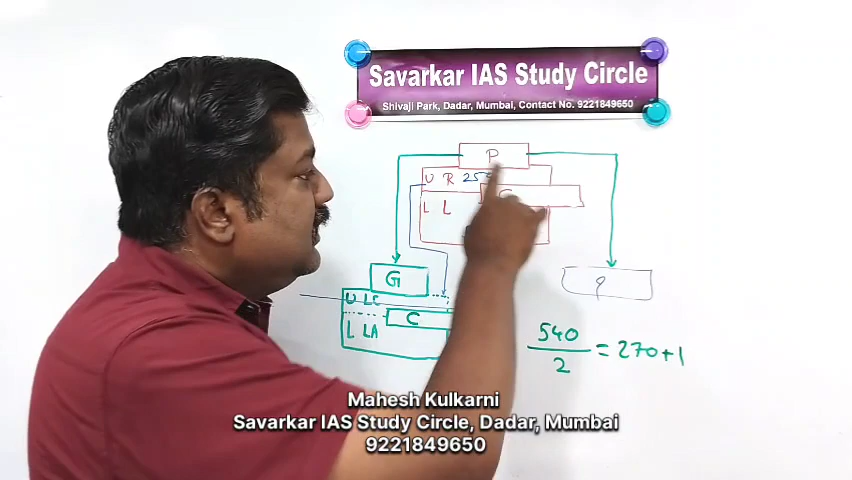 Savarkar IAS Study Circle
Shivaji Park, Dadar, Mumbai, Contact No. 9221849650
P
U R 25
L L
G
U LC
C
L LA
540
2
= 270 + 1
Mahesh Kulkarni
Savarkar IAS Study Circle, Dadar, Mumbai
9221849650